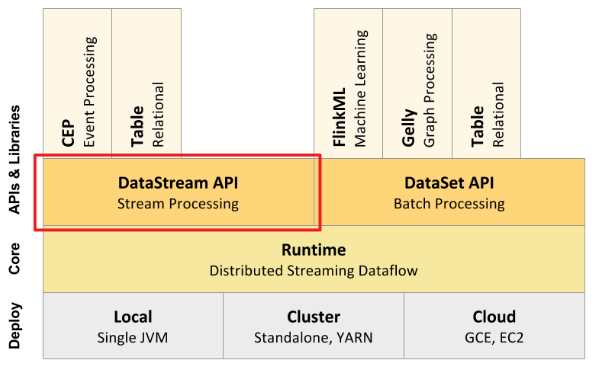 APIs & Libraries
CEP
Event Processing
Table
Relational
FlinkML
Machine Learning
Gelly
Graph Processing
Table
Relational
DataStream API
Stream Processing
DataSet API
Batch Processing
Core
Runtime
Distributed Streaming Dataflow
Deploy
Local
Single JVM
Cluster
Standalone, YARN
Cloud
GCE, EC2